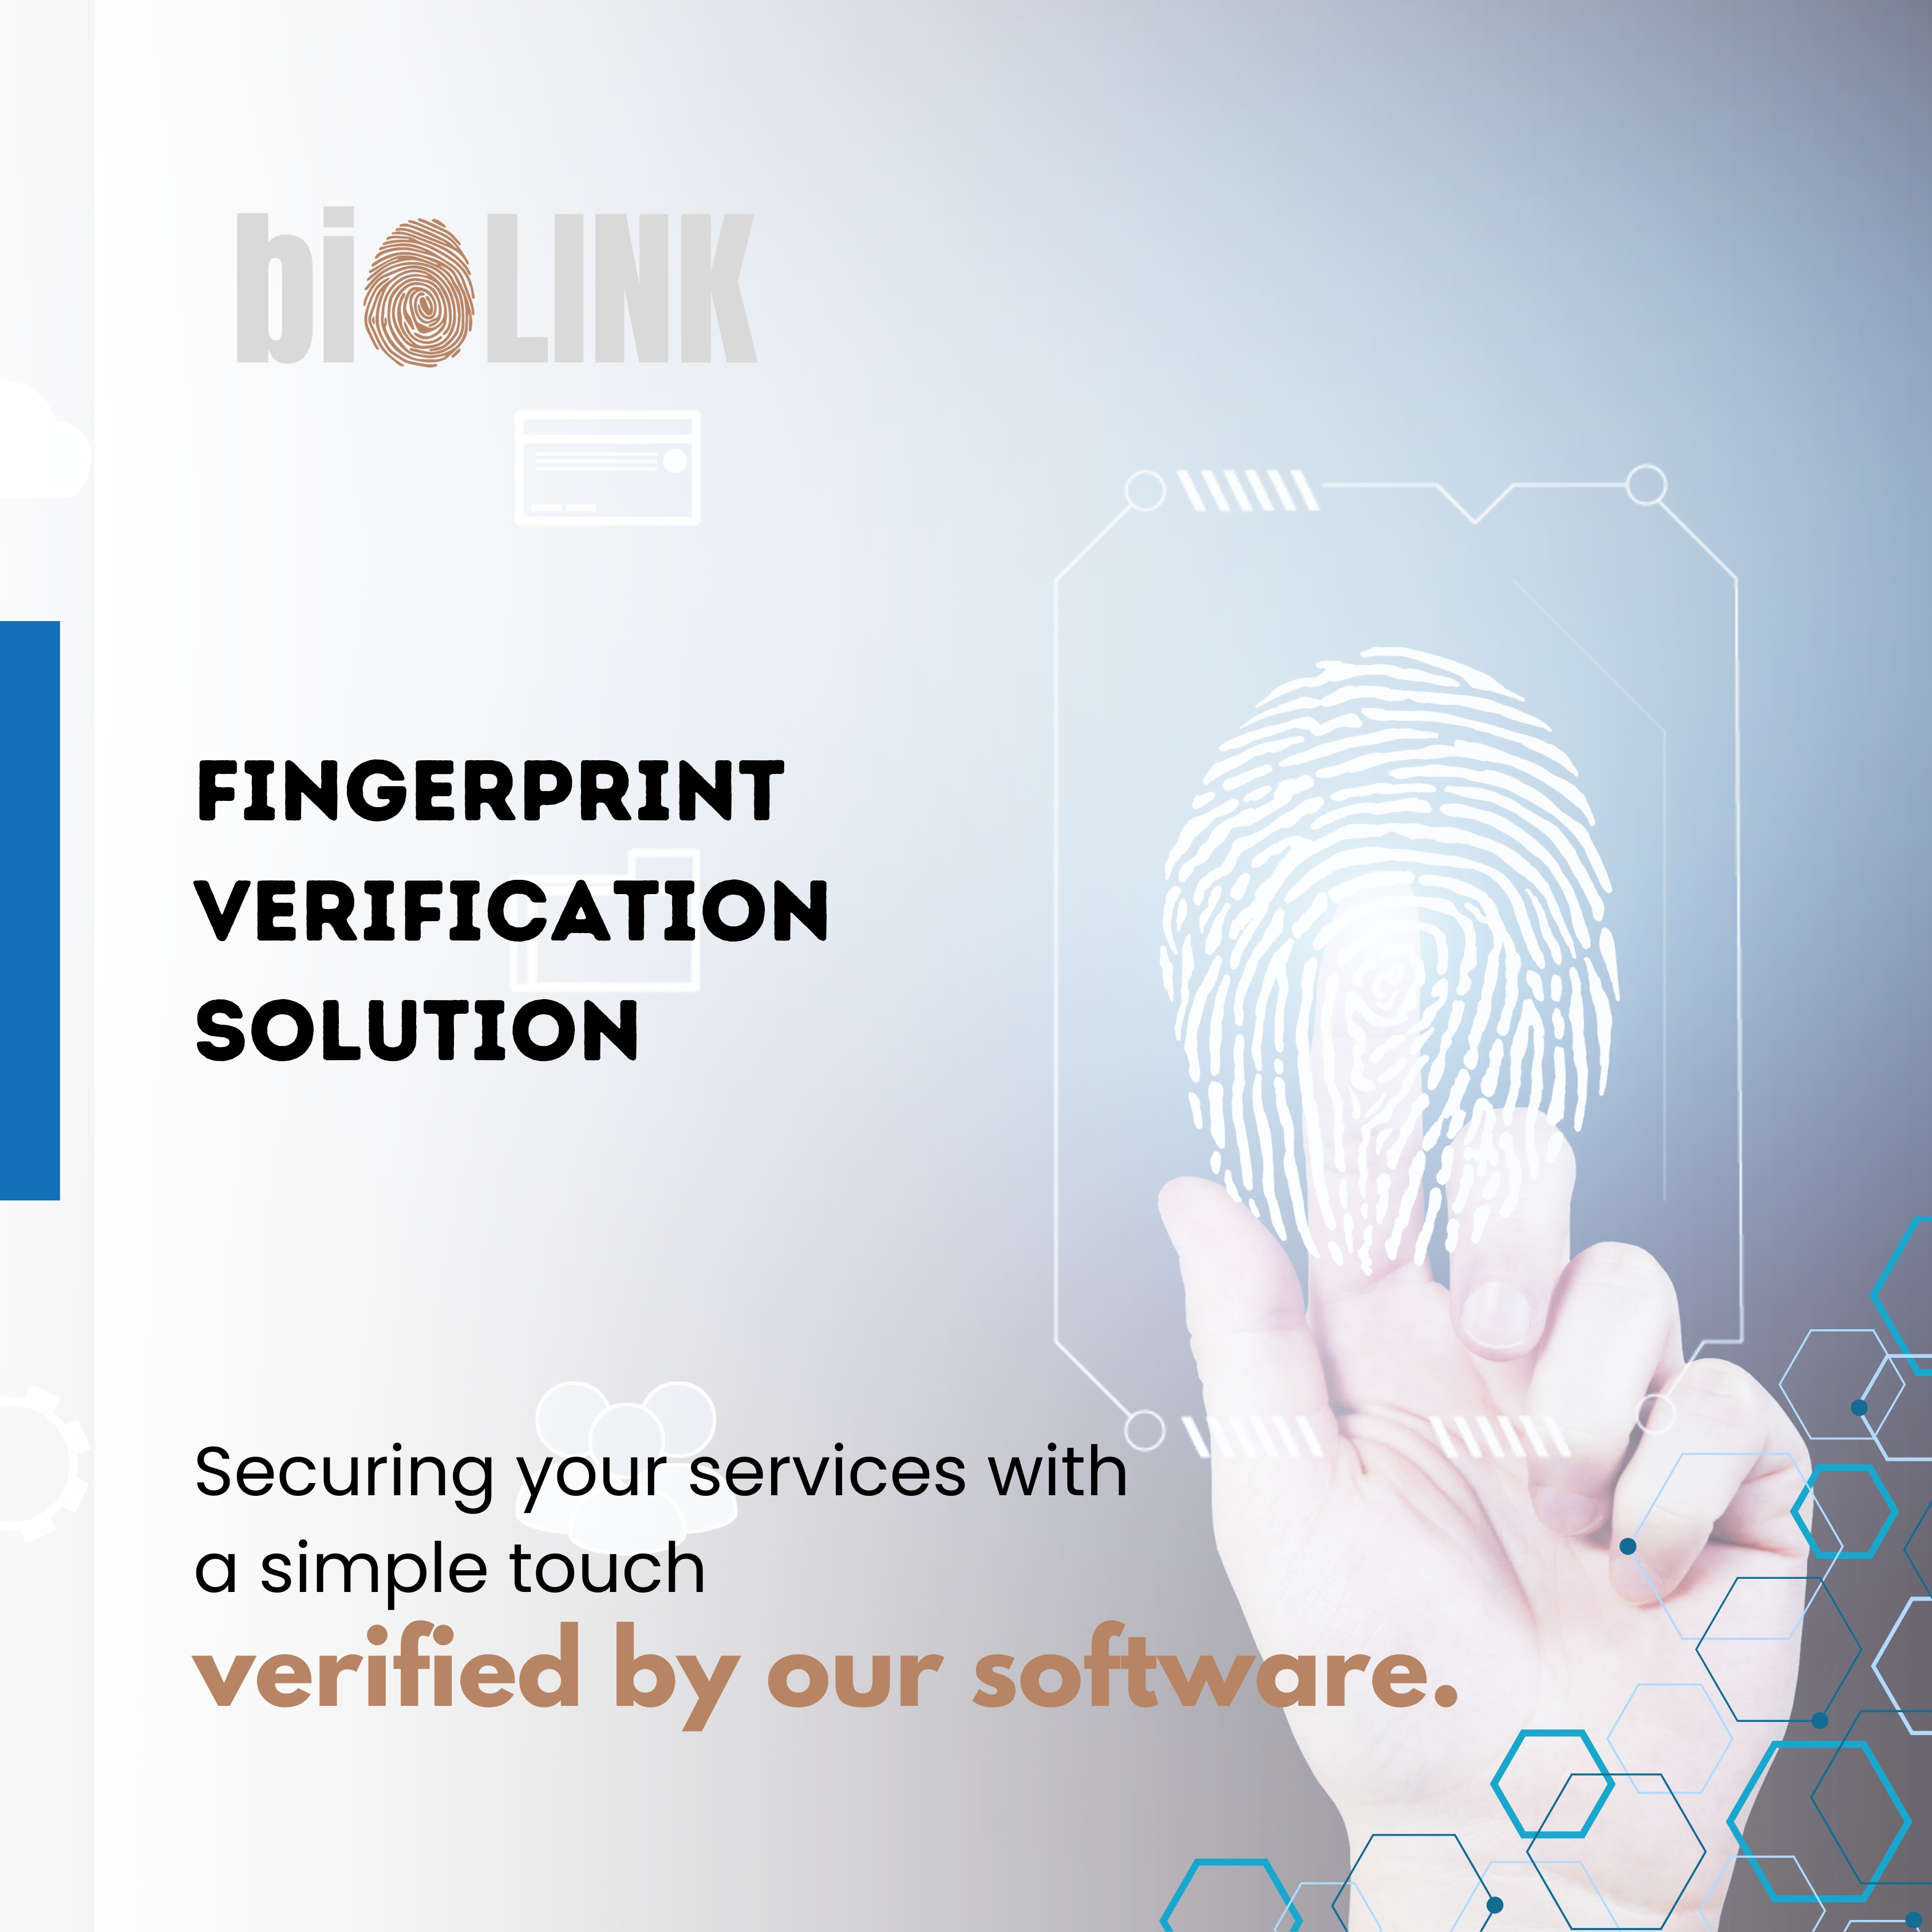 biOLINK
FINGERPRINT
VERIFICATION
SOLUTION
Securing your services with
a simple touch
verified by our software.